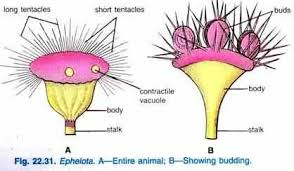 long tentacles short tentacles buds
contractile
vacuole
body body
stalk stalk
A B
Fig. 22.31. Ephelota. A—Entire animal; B—Showing budding.